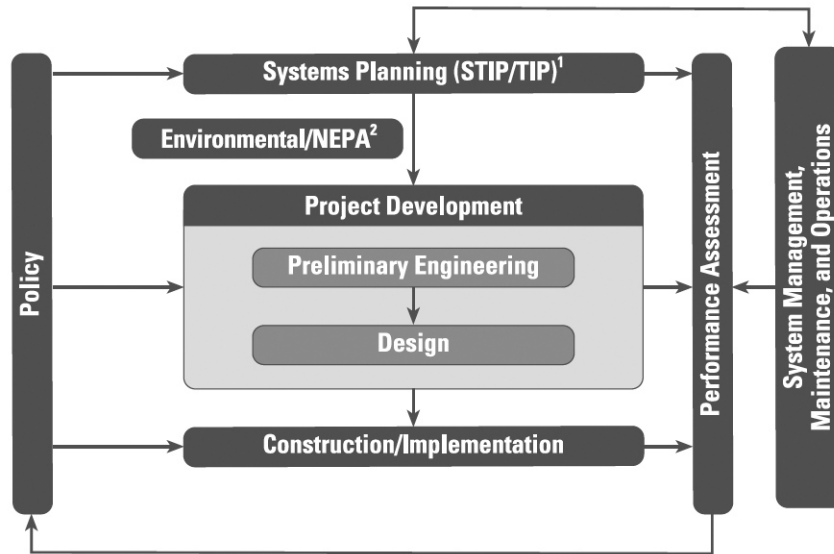 Systems Planning (STIP/TIP)¹
Environmental/NEPA²
Project Development
Preliminary Engineering
Design
Construction/Implementation
Policy
Performance Assessment
System Management,
Maintenance, and Operations